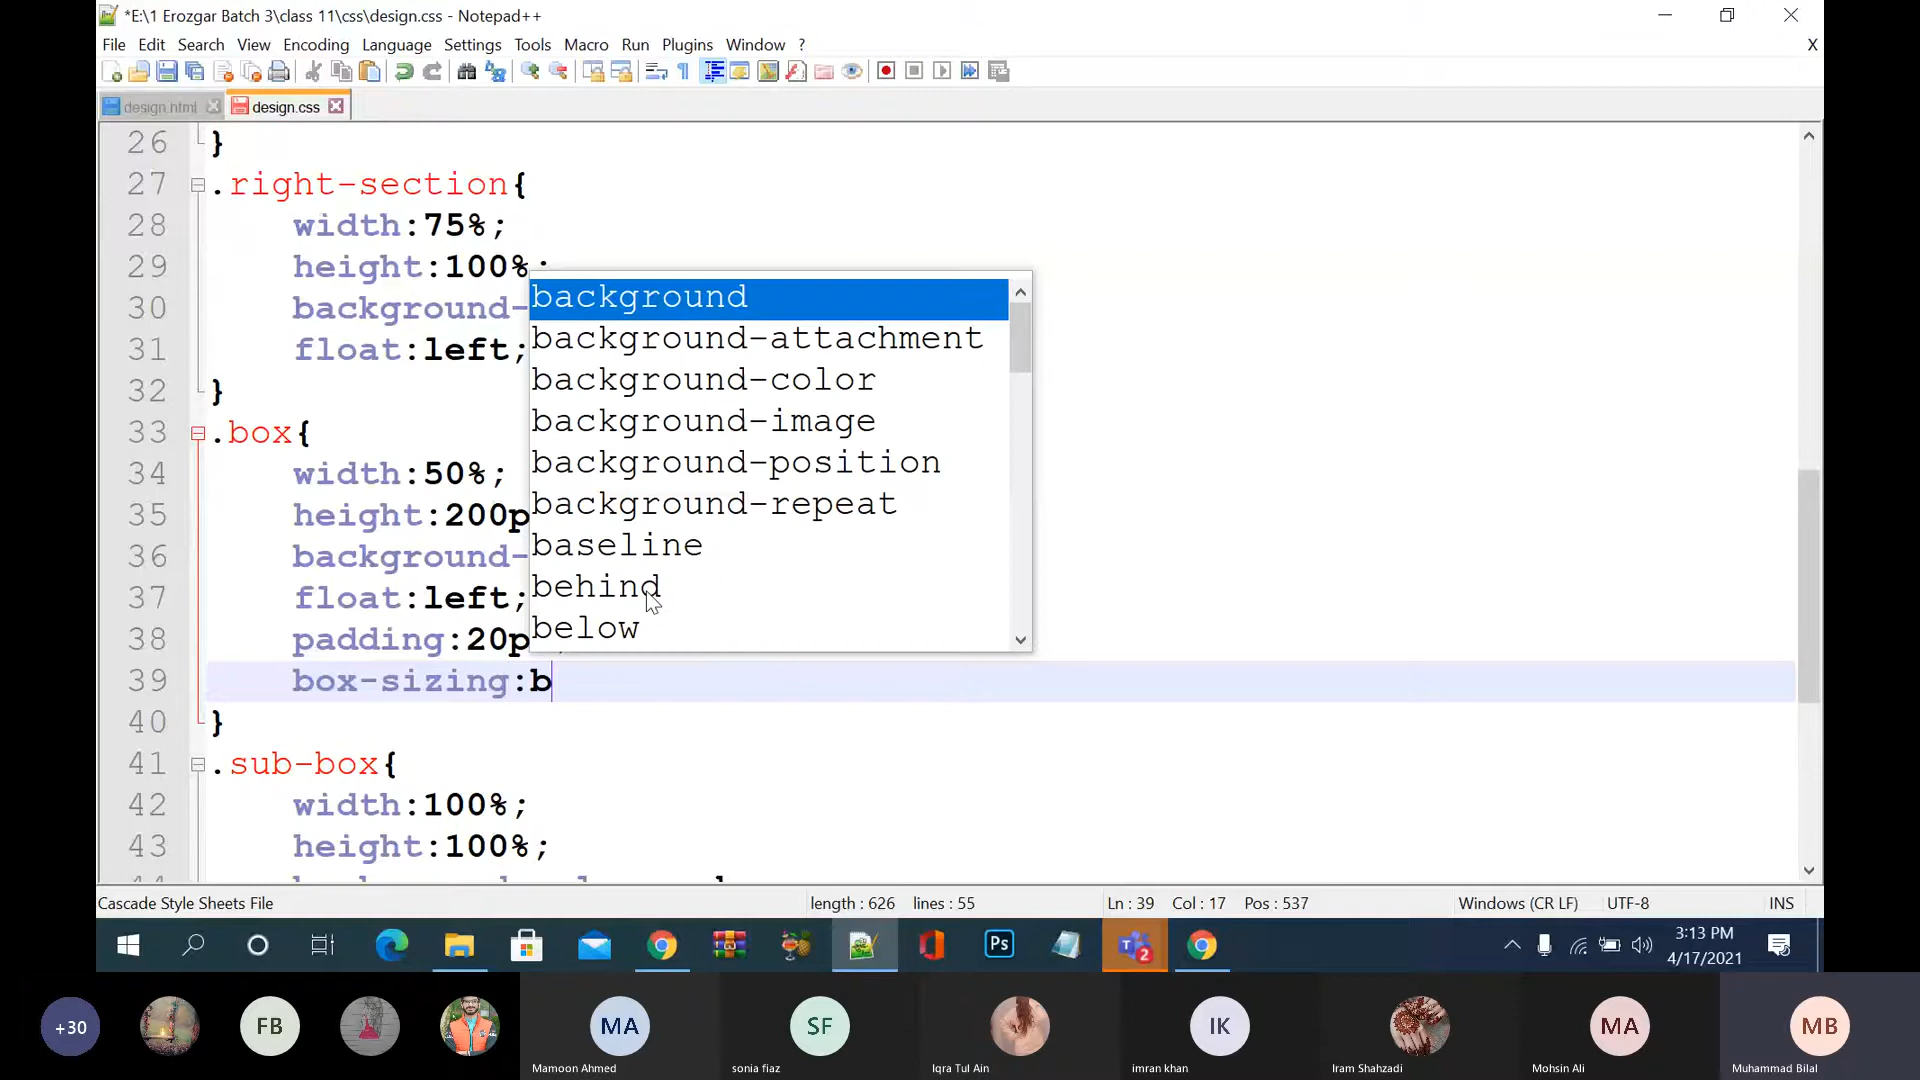 *E:\1 Erozgar Batch 3\class 11\css\design.css - Notepad++
File Edit Search View Encoding Language Settings Tools Macro Run Plugins Window ? X
design.html design.css
26 }
27 .right-section{
28 width:75%;
29 height:100%;
30 background-
31 float:left;
32 }
33 .box{
34 width:50%;
35 height:200p
36 background-
37 float:left;
38 padding:20p
39 box-sizing:b
40 }
41 .sub-box{
42 width:100%;
43 height:100%;
background
background-attachment
background-color
background-image
background-position
background-repeat
baseline
behind
below
Cascade Style Sheets File length : 626 lines : 55 Ln : 39 Col : 17 Pos : 537 Windows (CR LF) UTF-8 INS
Ps 2 3:13 PM
4/17/2021
+30 FB MA SF IK MA MB
Mamoon Ahmed sonia fiaz Iqra Tul Ain imran khan Iram Shahzadi Mohsin Ali Muhammad Bilal